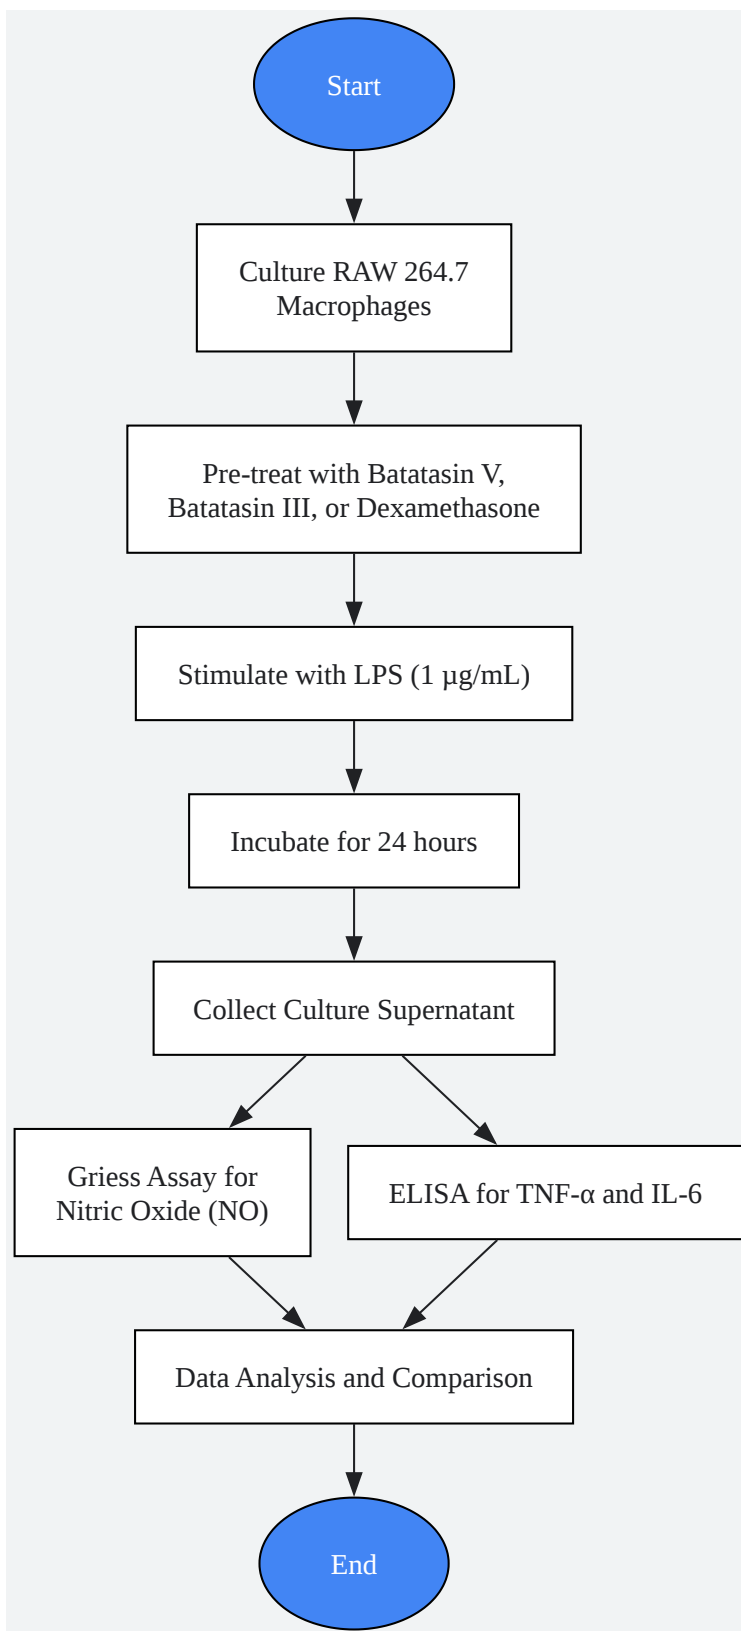 Start
Culture RAW 264.7
Macrophages
Pre-treat with Batatasin V,
Batatasin III, or Dexamethasone
Stimulate with LPS (1 µg/mL)
Incubate for 24 hours
Collect Culture Supernatant
Griess Assay for
Nitric Oxide (NO)
ELISA for TNF-α and IL-6
Data Analysis and Comparison
End